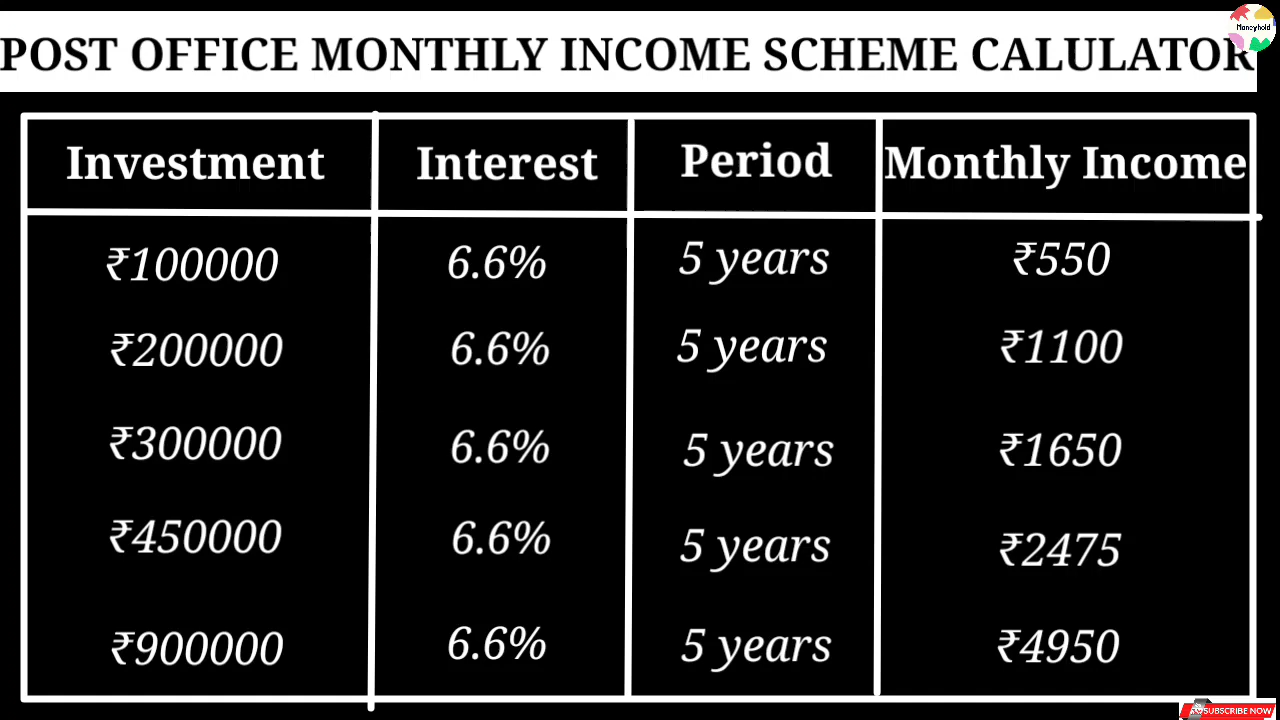 Moneyhold
POST OFFICE MONTHLY INCOME SCHEME CALULATOR
Investment Interest Period Monthly Income
₹100000 6.6% 5 years ₹550
₹200000 6.6% 5 years ₹1100
₹300000 6.6% 5 years ₹1650
₹450000 6.6% 5 years ₹2475
₹900000 6.6% 5 years ₹4950
SUBSCRIBE NOW